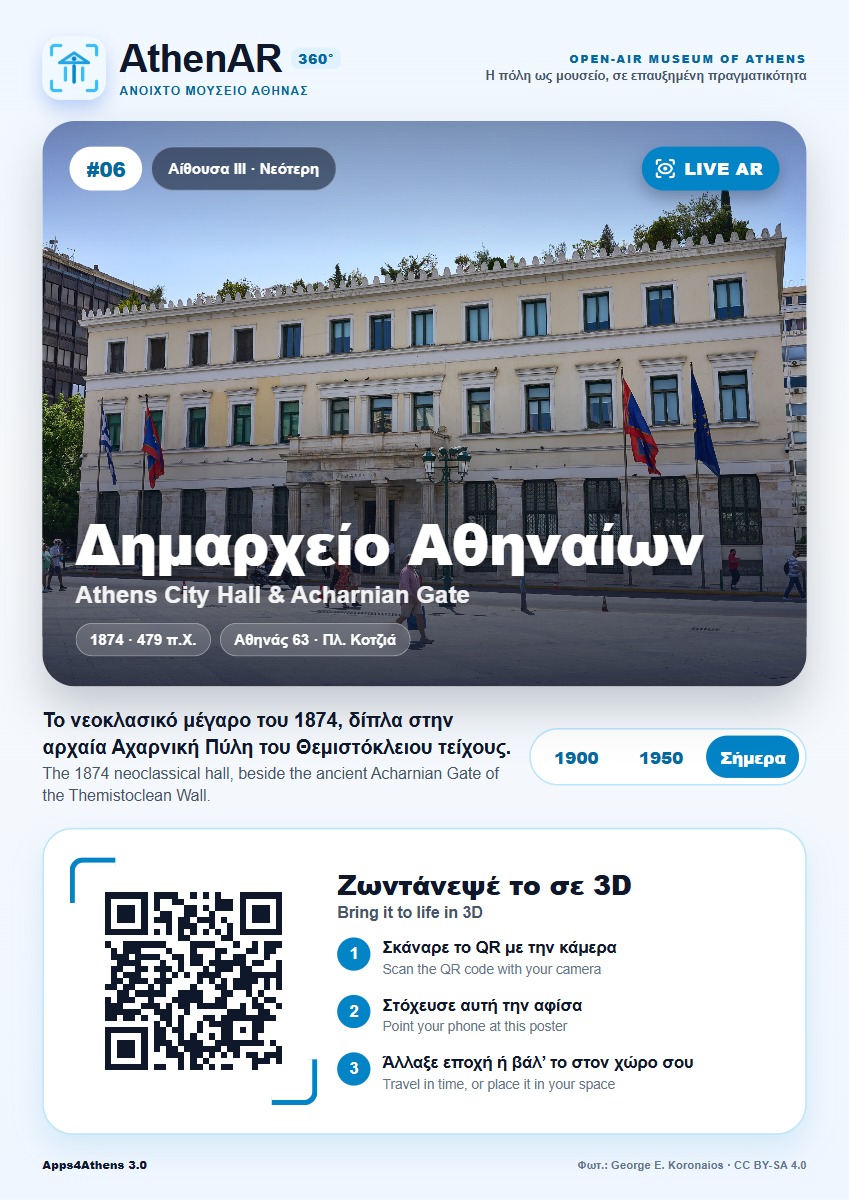 AthenAR 360°
ΑΝΟΙΧΤΟ ΜΟΥΣΕΙΟ ΑΘΗΝΑΣ
OPEN-AIR MUSEUM OF ATHENS
Η πόλη ως μουσείο, σε επαυξημένη πραγματικότητα
#06
Αίθουσα III · Νεότερη
LIVE AR
Δημαρχείο Αθηναίων
Athens City Hall & Acharnian Gate
1874 · 479 π.Χ.
Αθηνάς 63 · Πλ. Κοτζιά
Το νεοκλασικό μέγαρο του 1874, δίπλα στην
αρχαία Αχαρνική Πύλη του Θεμιστόκλειου τείχους.
The 1874 neoclassical hall, beside the ancient Acharnian Gate of
the Themistoclean Wall.
1900
1950
Σήμερα
Ζωντάνεψέ το σε 3D
Bring it to life in 3D
1
Σκάναρε το QR με την κάμερα
Scan the QR code with your camera
2
Στόχευσε αυτή την αφίσα
Point your phone at this poster
3
Άλλαξε εποχή ή βάλ’ το στον χώρο σου
Travel in time, or place it in your space
Apps4Athens 3.0
Φωτ.: George E. Koronaios · CC BY-SA 4.0